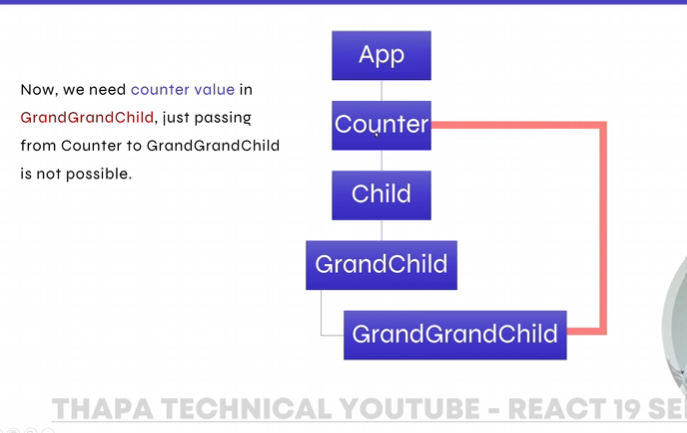 Now, we need counter value in
GrandGrandChild, just passing
from Counter to GrandGrandChild
is not possible.
App
Counter
Child
GrandChild
GrandGrandChild
THAPA TECHNICAL YOUTUBE - REACT 19 SE